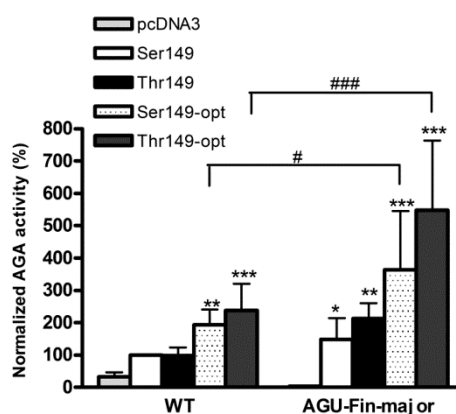 pcDNA3
Ser149
Thr149
Ser149-opt
Thr149-opt
###
#
Normalized AGA activity (%)
800
700
600
500
400
300
200
100
0
**
***
*
**
***
***
WT
AGU-Fin-major